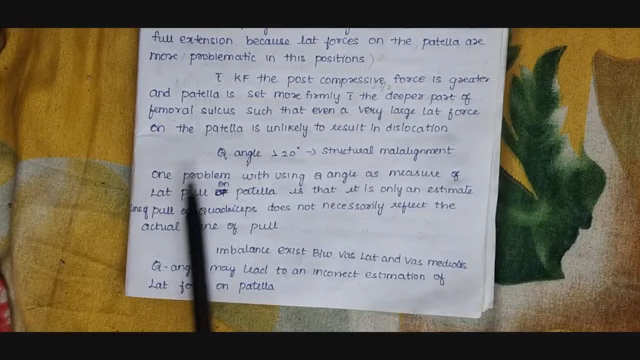 full extension because Lat forces on the patella are
more problematic in this positions)
c̄ KF the post compressive force is greater
and patella is set more firmly c̄ the deeper part of
femoral sulcus such that even a very large Lat force
on the patella is unlikely to result in dislocation
Q angle 20° → structural malalignment
One problem with using Q angle as measure of
Lat pull on patella is that it is only an estimate
line of pull of Quadriceps does not necessarily reflect the
actual line of pull
imbalance exist B/w Vas Lat and Vas medialis
Q-angle may lead to an incorrect estimation of
Lat on patella